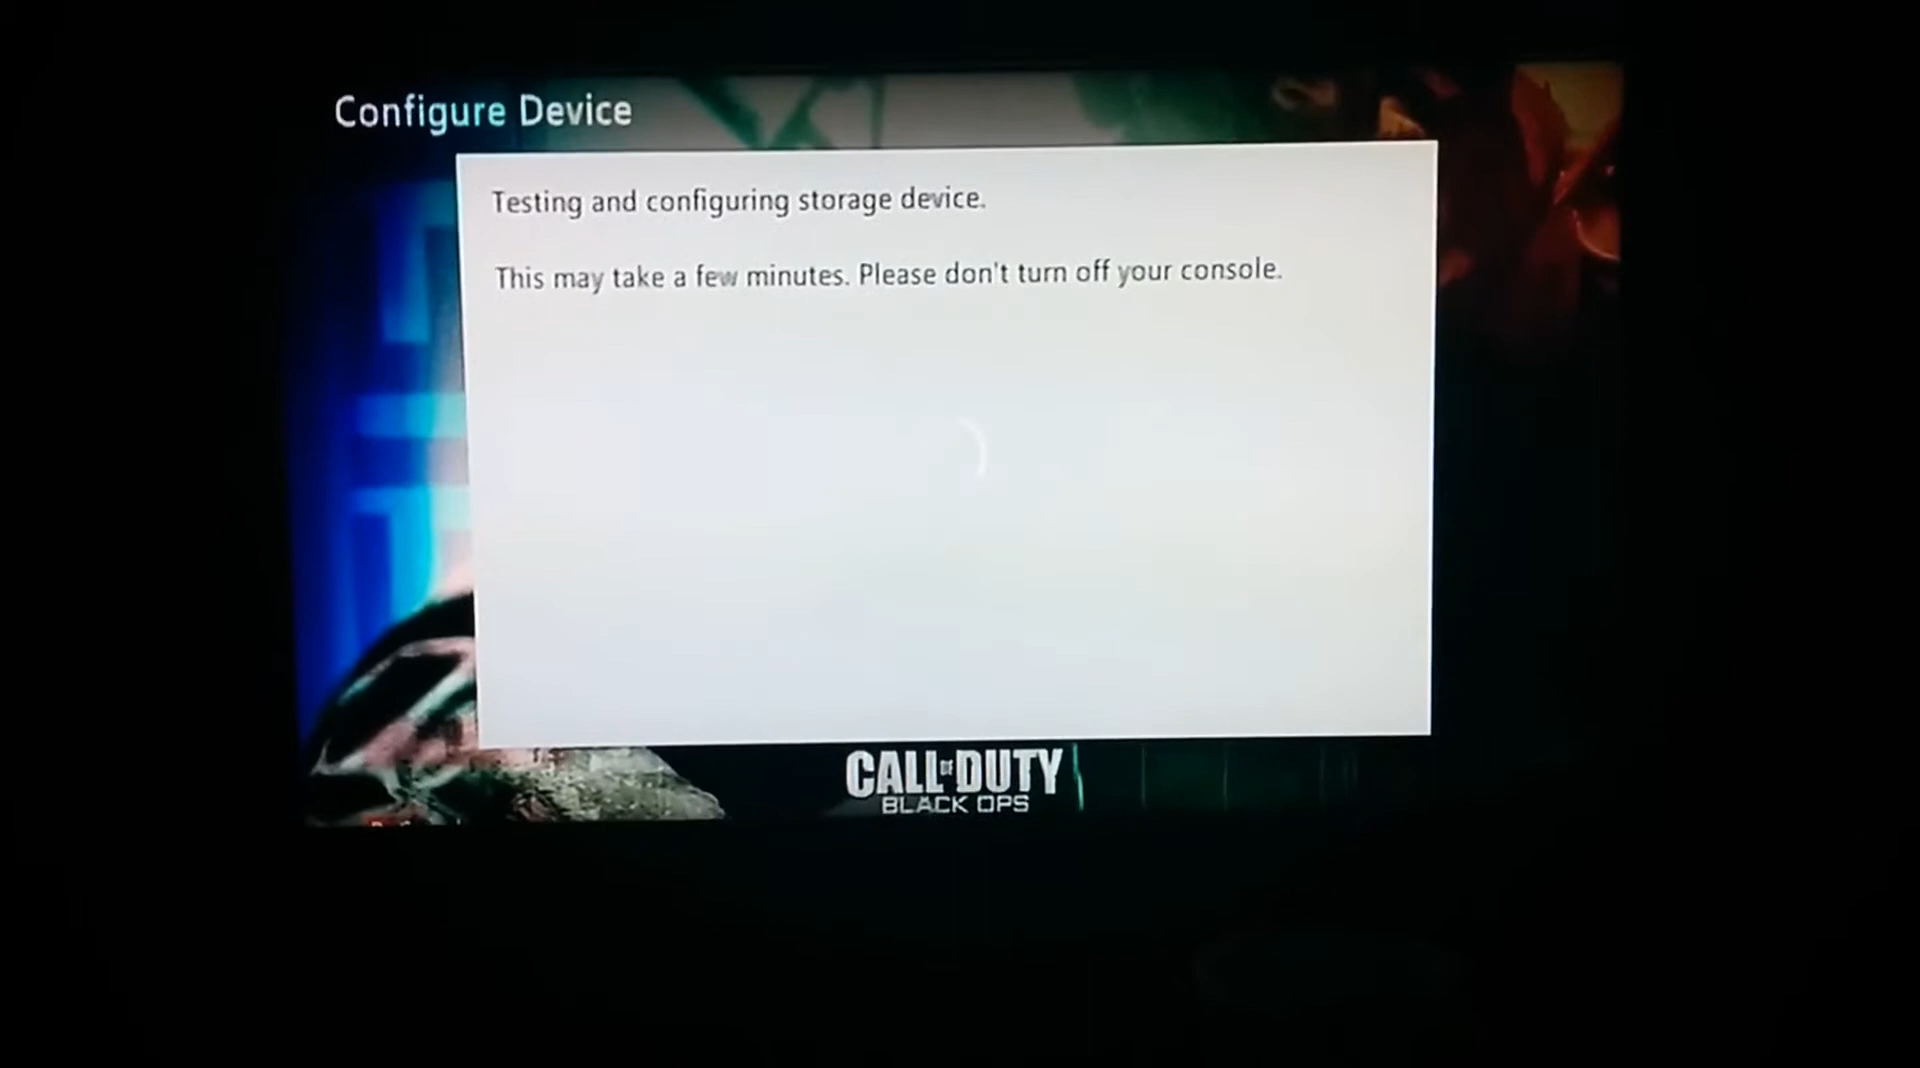 Configure Device
Testing and configuring storage device.
This may take a few minutes. Please don't turn off your console.
CALL OF DUTY
BLACK OPS